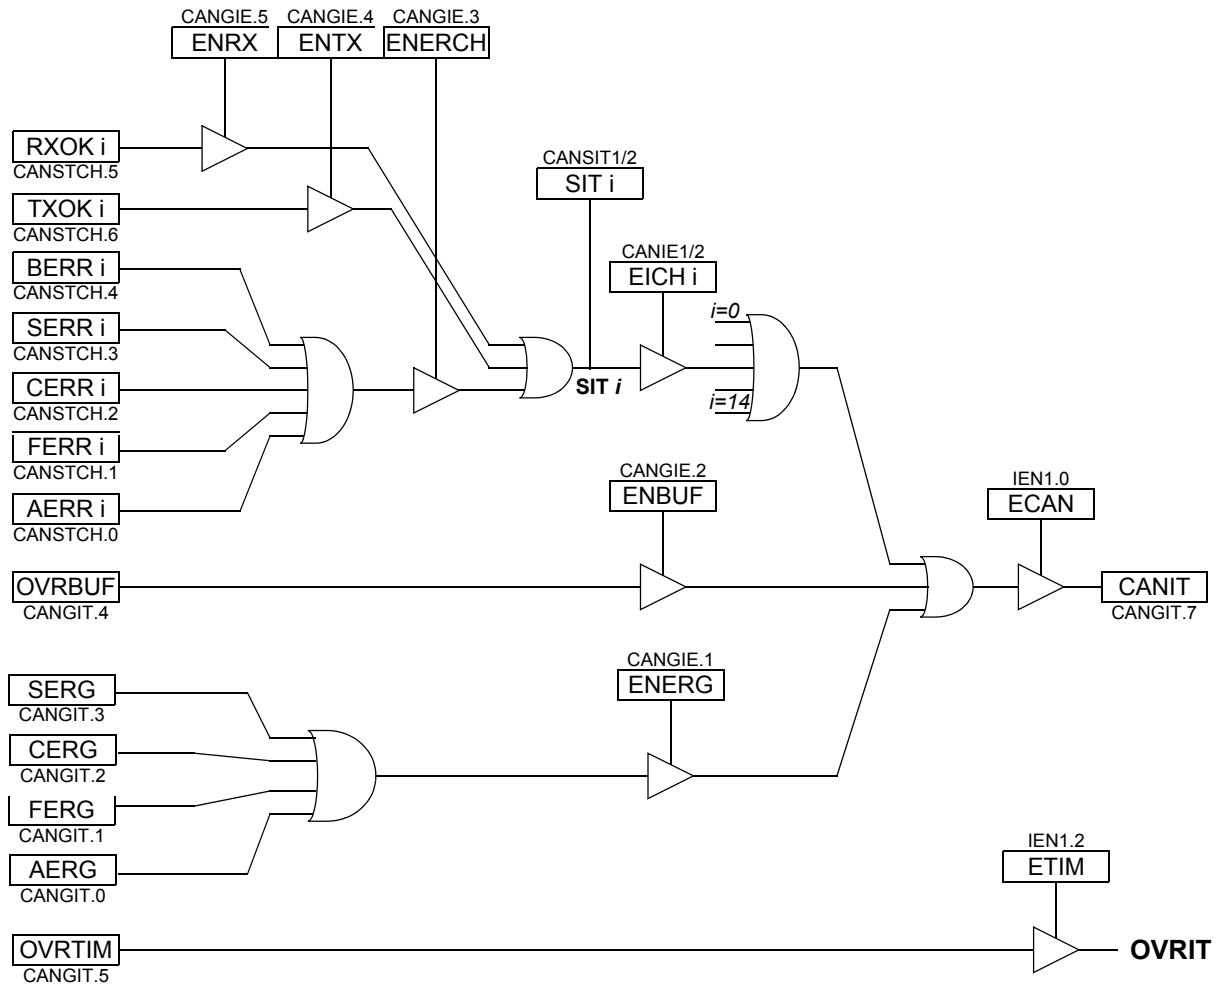 CANGIE.5 CANGIE.4 CANGIE.3
ENRX ENTX ENERCH
RXOK i
CANSTCH.5
TXOK i
CANSTCH.6
BERR i
CANSTCH.4
SERR i
CANSTCH.3
CERR i
CANSTCH.2
FERR i
CANSTCH.1
AERR i
CANSTCH.0
CANSIT1/2
SIT i
SIT i
CANIE1/2
EICH i
i=0
i=14
CANGIE.2
ENBUF
OVRBUF
CANGIT.4
IEN1.0
ECAN
CANIT
CANGIT.7
CANGIE.1
ENERG
SERG
CANGIT.3
CERG
CANGIT.2
FERG
CANGIT.1
AERG
CANGIT.0
IEN1.2
ETIM
OVRTIM
CANGIT.5
OVRIT